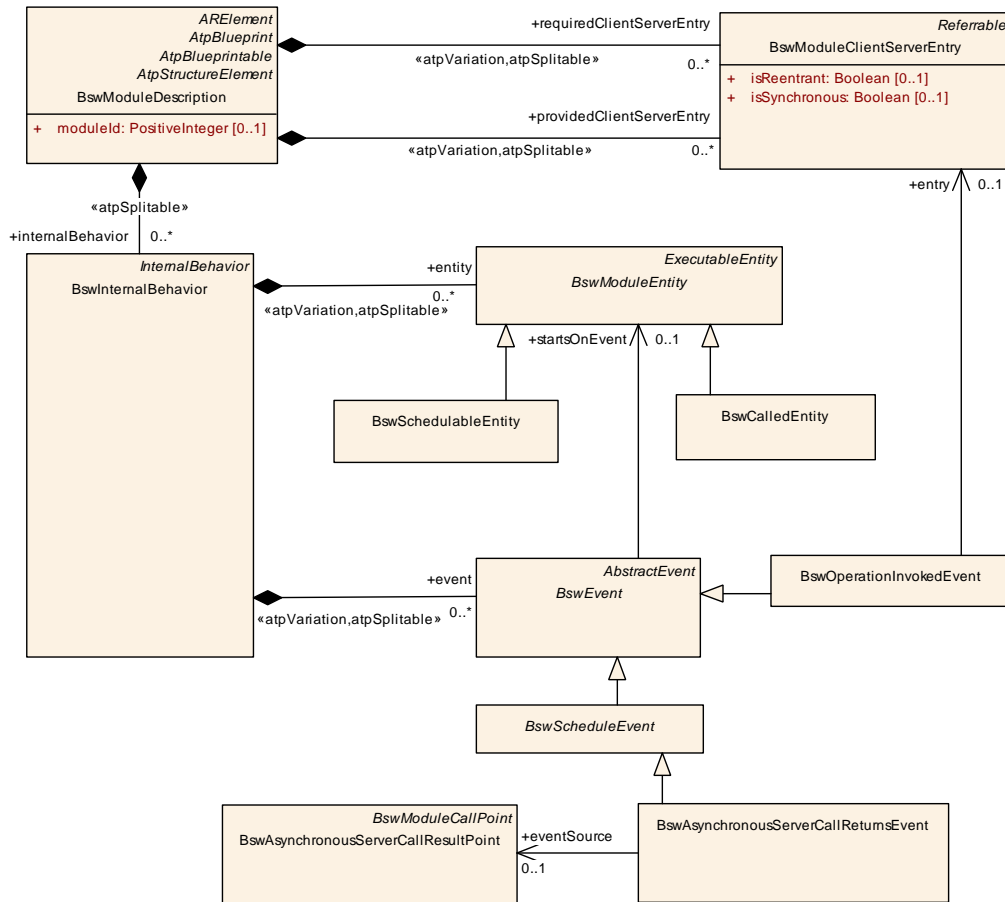 ARElement
AtpBlueprint
AtpBlueprintable
AtpStructureElement
BswModuleDescription
+ moduleId: PositiveInteger [0..1]
+requiredClientServerEntry
«atpVariation,atpSplitable»
0..*
Referrable
BswModuleClientServerEntry
+ isReentrant: Boolean [0..1]
+ isSynchronous: Boolean [0..1]
+providedClientServerEntry
«atpVariation,atpSplitable»
0..*
«atpSplitable»
+internalBehavior
0..*
+entry
0..1
InternalBehavior
BswInternalBehavior
+entity
0..*
«atpVariation,atpSplitable»
ExecutableEntity
BswModuleEntity
+startsOnEvent
0..1
BswSchedulableEntity
BswCalledEntity
+event
0..*
«atpVariation,atpSplitable»
AbstractEvent
BswEvent
BswOperationInvokedEvent
BswScheduleEvent
BswModuleCallPoint
BswAsynchronousServerCallResultPoint
+eventSource
0..1
BswAsynchronousServerCallReturnsEvent